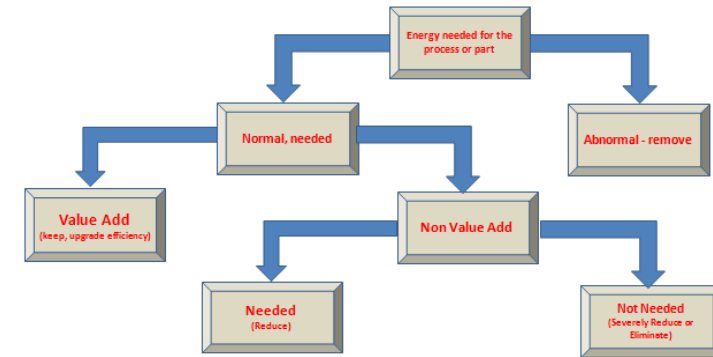 Energy needed for the
process or part
Normal, needed
Abnormal - remove
Value Add
(keep, upgrade efficiency)
Non Value Add
Needed
(Reduce)
Not Needed
(Severely Reduce or
Eliminate)